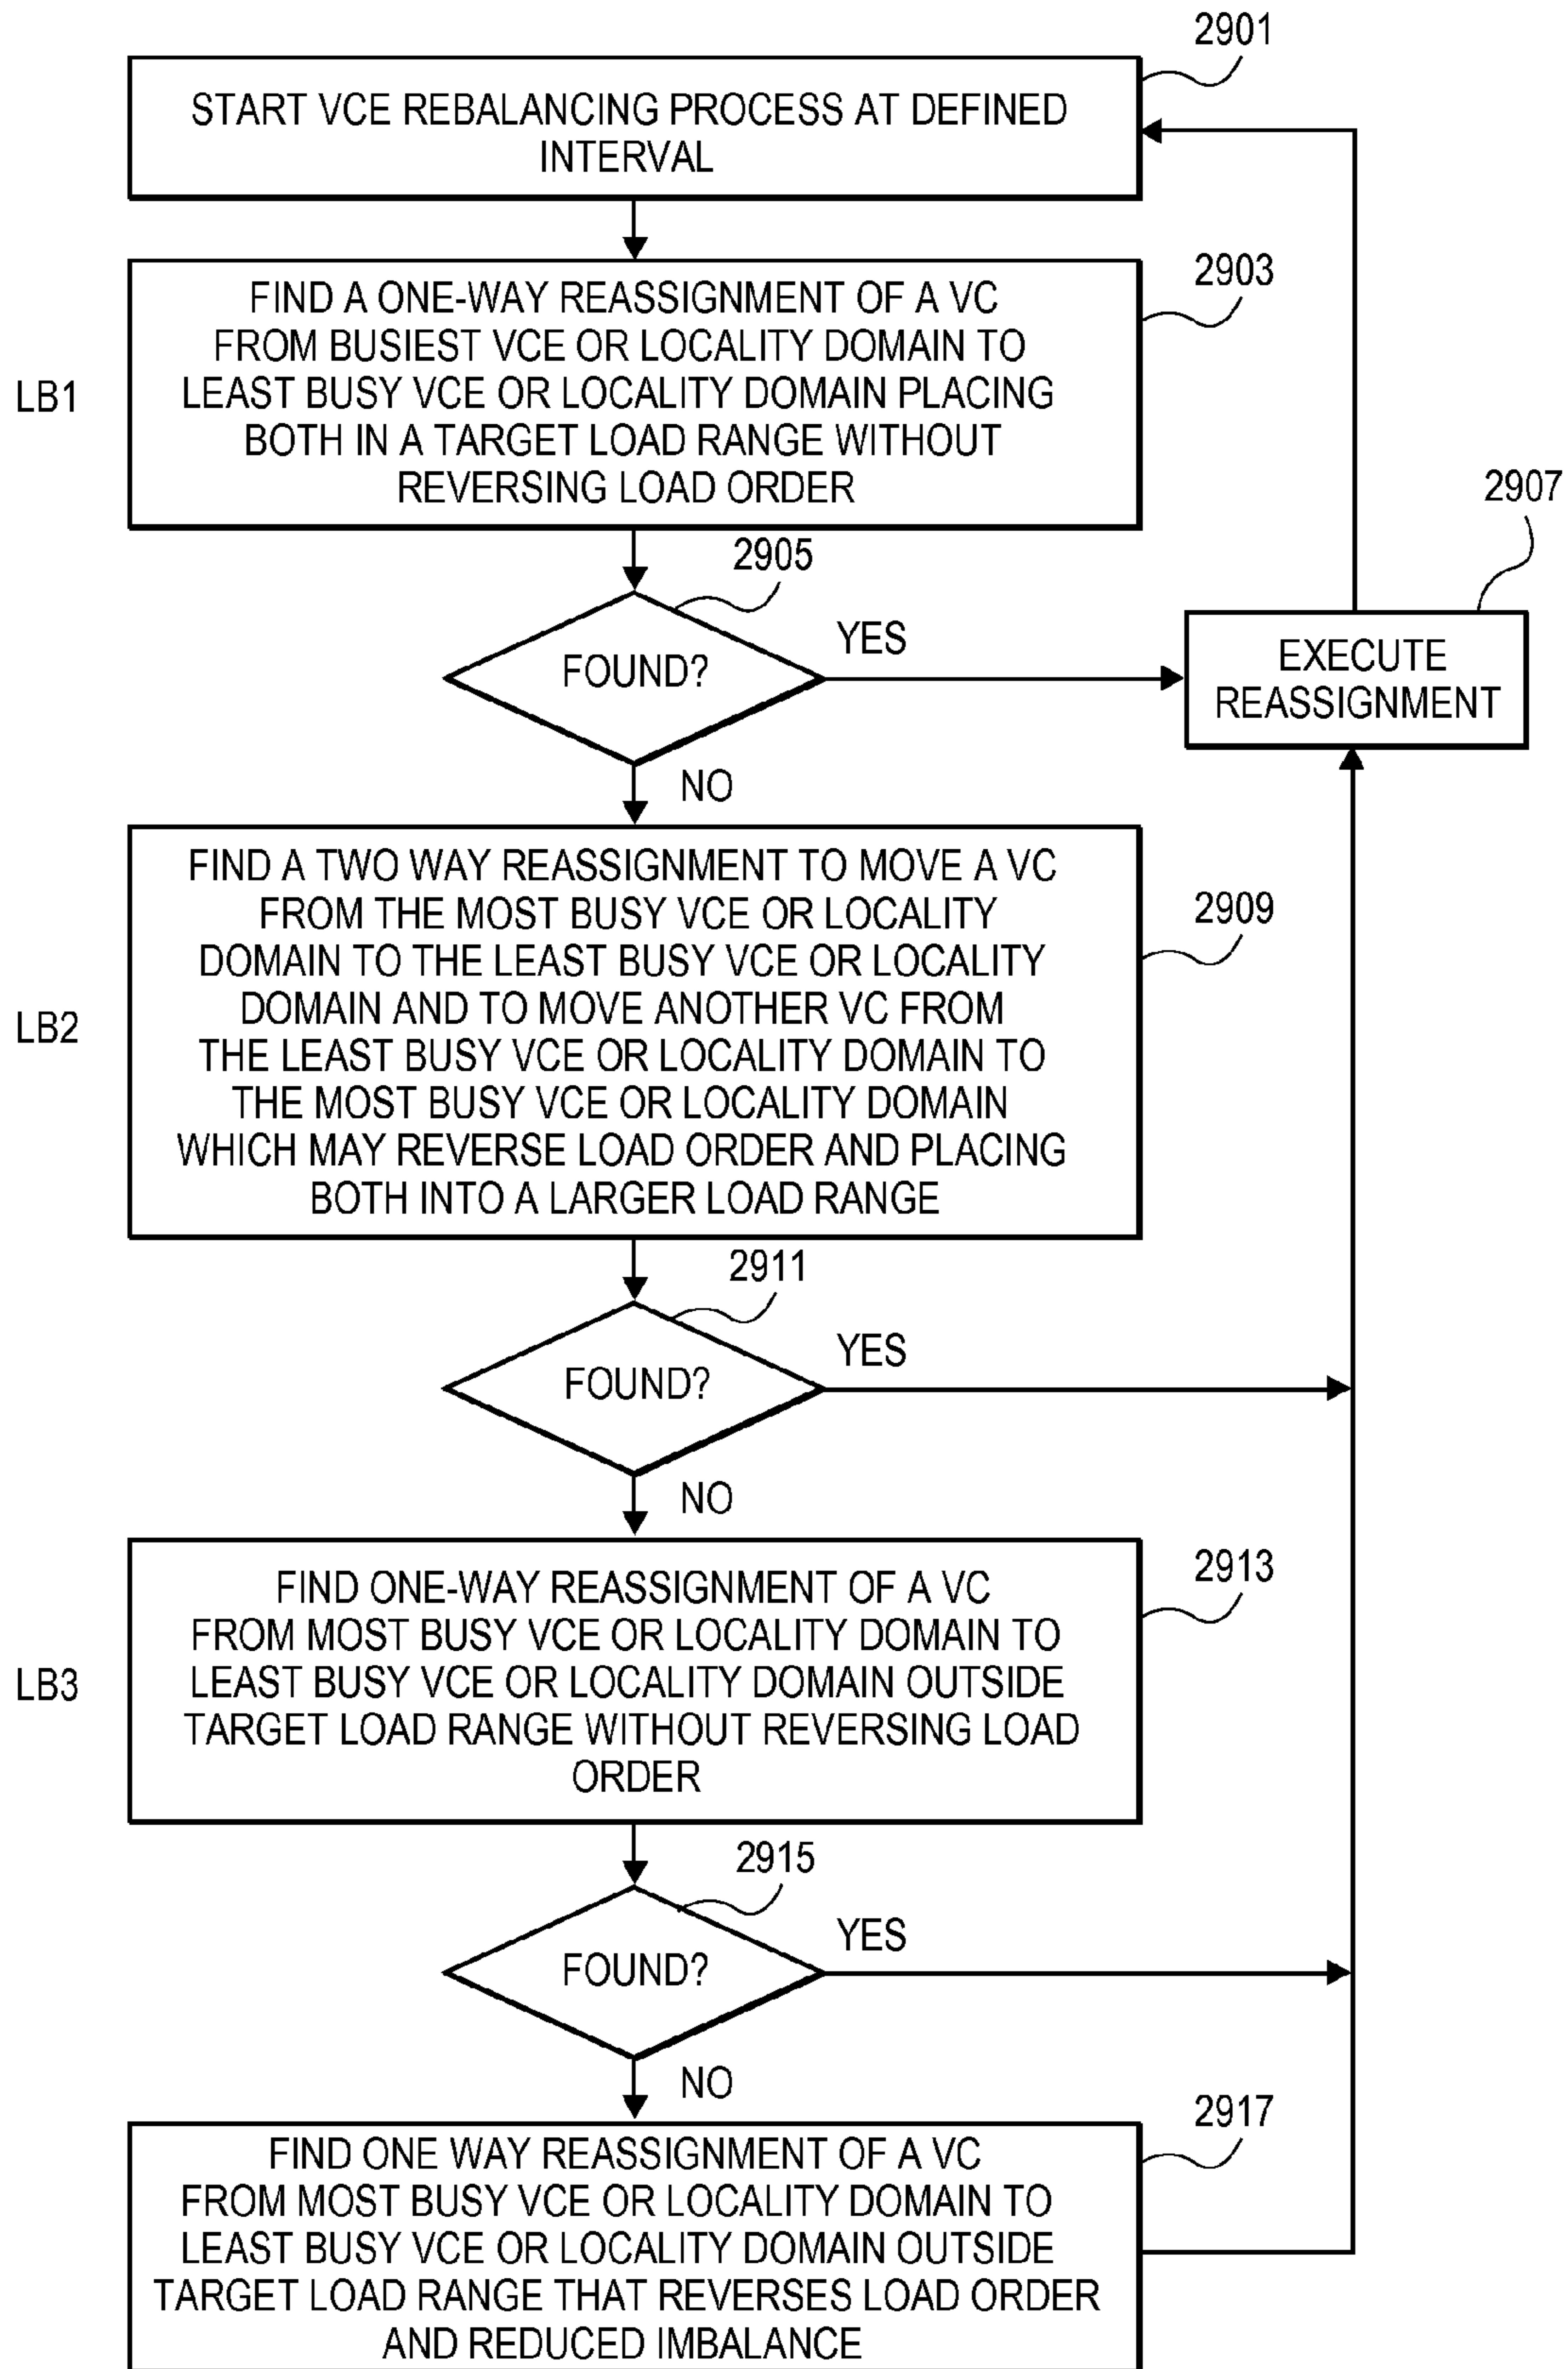 2901
START VCE REBALANCING PROCESS AT DEFINED
INTERVAL
2903
LB1
FIND A ONE-WAY REASSIGNMENT OF A VC
FROM BUSIEST VCE OR LOCALITY DOMAIN TO
LEAST BUSY VCE OR LOCALITY DOMAIN PLACING
BOTH IN A TARGET LOAD RANGE WITHOUT
REVERSING LOAD ORDER
2905
FOUND?
YES
NO
2907
EXECUTE
REASSIGNMENT
2909
LB2
FIND A TWO WAY REASSIGNMENT TO MOVE A VC
FROM THE MOST BUSY VCE OR LOCALITY
DOMAIN TO THE LEAST BUSY VCE OR LOCALITY
DOMAIN AND TO MOVE ANOTHER VC FROM
THE LEAST BUSY VCE OR LOCALITY DOMAIN TO
THE MOST BUSY VCE OR LOCALITY DOMAIN
WHICH MAY REVERSE LOAD ORDER AND PLACING
BOTH INTO A LARGER LOAD RANGE
2911
FOUND?
YES
NO
2913
LB3
FIND ONE-WAY REASSIGNMENT OF A VC
FROM MOST BUSY VCE OR LOCALITY DOMAIN TO
LEAST BUSY VCE OR LOCALITY DOMAIN OUTSIDE
TARGET LOAD RANGE WITHOUT REVERSING LOAD
ORDER
2915
FOUND?
YES
NO
2917
FIND ONE WAY REASSIGNMENT OF A VC
FROM MOST BUSY VCE OR LOCALITY DOMAIN TO
LEAST BUSY VCE OR LOCALITY DOMAIN OUTSIDE
TARGET LOAD RANGE THAT REVERSES LOAD ORDER
AND REDUCED IMBALANCE